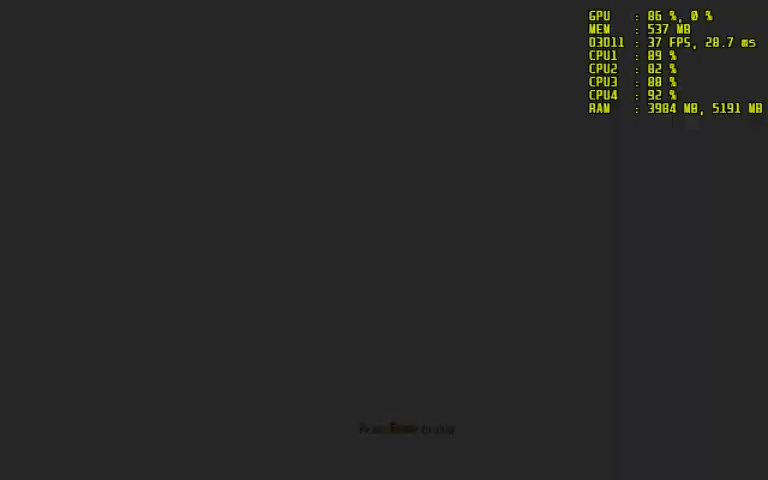 GPU : 86 %, 0 %
MEM : 537 MB
D3D11 : 37 FPS, 28.7 ms
CPU1 : 89 %
CPU2 : 82 %
CPU3 : 88 %
CPU4 : 92 %
RAM : 3984 MB, 5191 MB